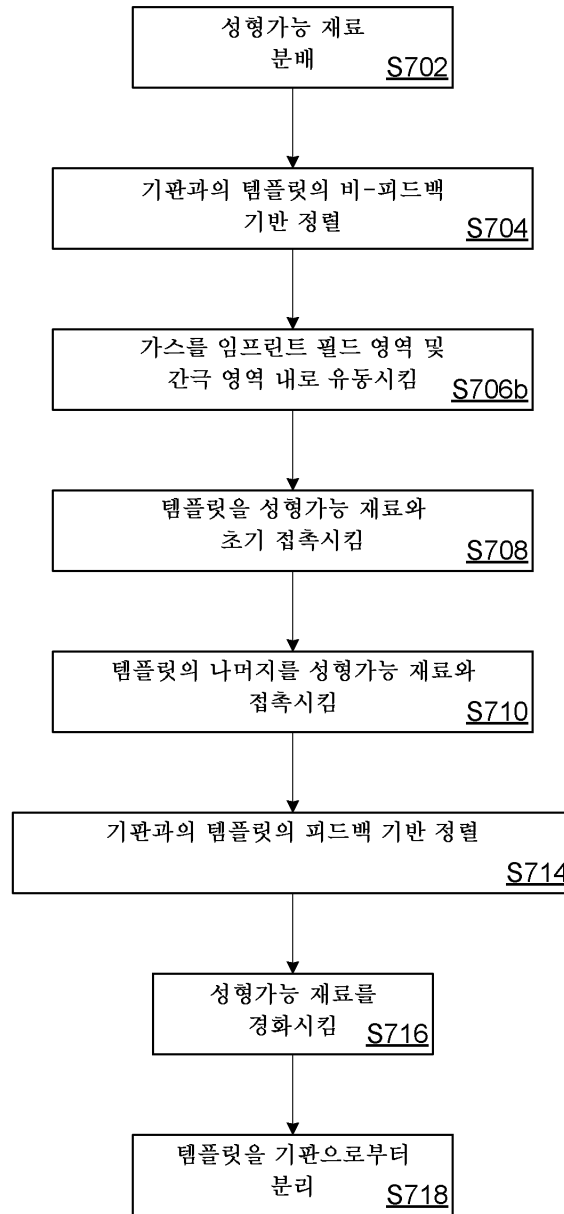 성형가능 재료
분배
S702
기판과의 템플릿의 비-피드백
기반 정렬
S704
가스를 임프린트 필드 영역 및
간극 영역 내로 유동시킴
S706b
템플릿을 성형가능 재료와
초기 접촉시킴
S708
템플릿의 나머지를 성형가능 재료와
접촉시킴
S710
기판과의 템플릿의 피드백 기반 정렬
S714
성형가능 재료를
경화시킴
S716
템플릿을 기판으로부터
분리
S718